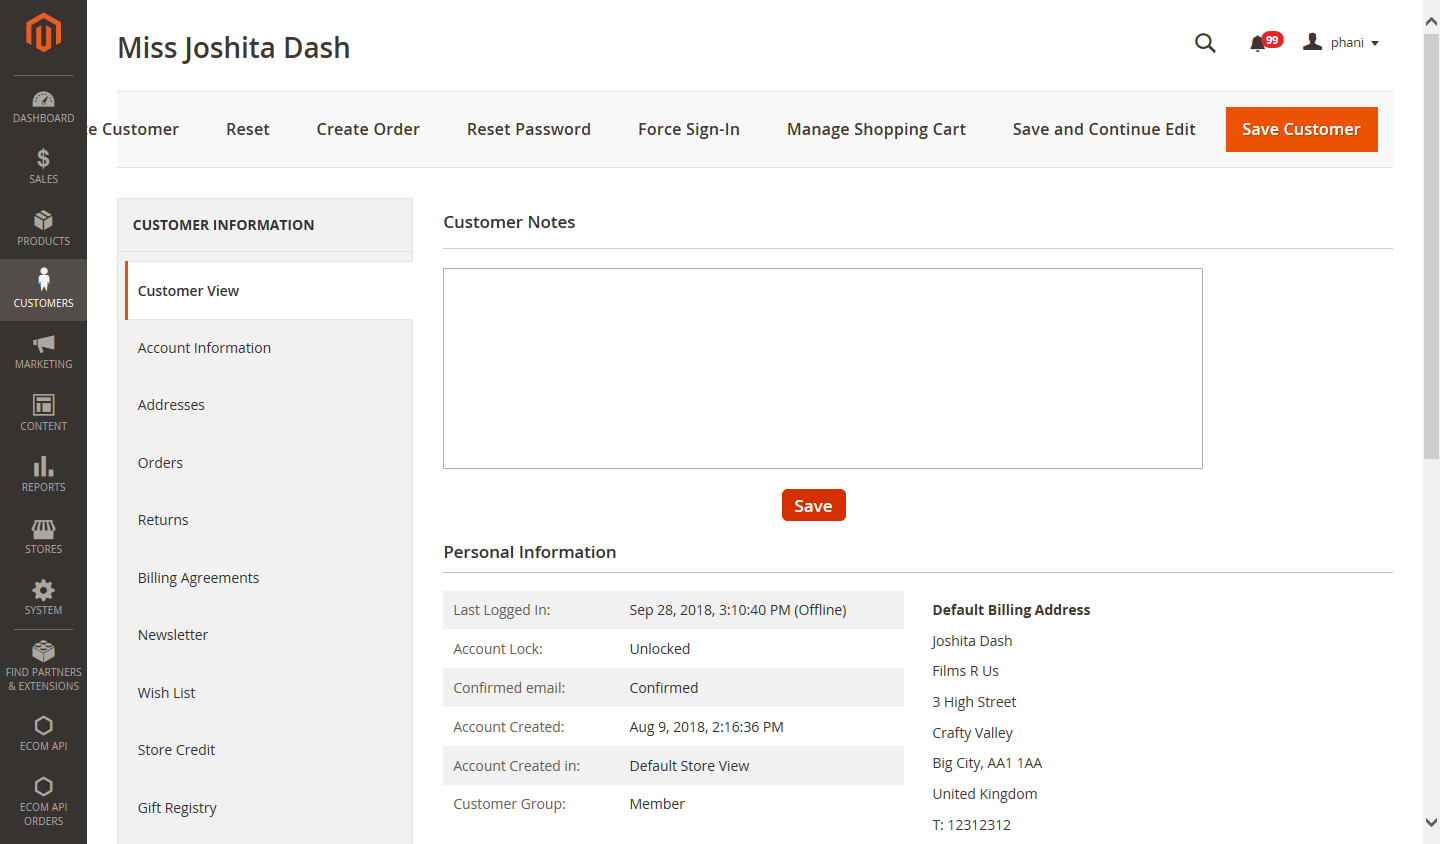 Miss Joshita Dash
99
phani
DASHBOARD
SALES
PRODUCTS
CUSTOMERS
MARKETING
CONTENT
REPORTS
STORES
SYSTEM
FIND PARTNERS
& EXTENSIONS
ECOM API
ECOM API
ORDERS
e Customer
Reset
Create Order
Reset Password
Force Sign-In
Manage Shopping Cart
Save and Continue Edit
Save Customer
CUSTOMER INFORMATION
Customer View
Account Information
Addresses
Orders
Returns
Billing Agreements
Newsletter
Wish List
Store Credit
Gift Registry
Customer Notes
Save
Personal Information
Last Logged In: Sep 28, 2018, 3:10:40 PM (Offline)
Account Lock: Unlocked
Confirmed email: Confirmed
Account Created: Aug 9, 2018, 2:16:36 PM
Account Created in: Default Store View
Customer Group: Member
Default Billing Address
Joshita Dash
Films R Us
3 High Street
Crafty Valley
Big City, AA1 1AA
United Kingdom
T: 12312312